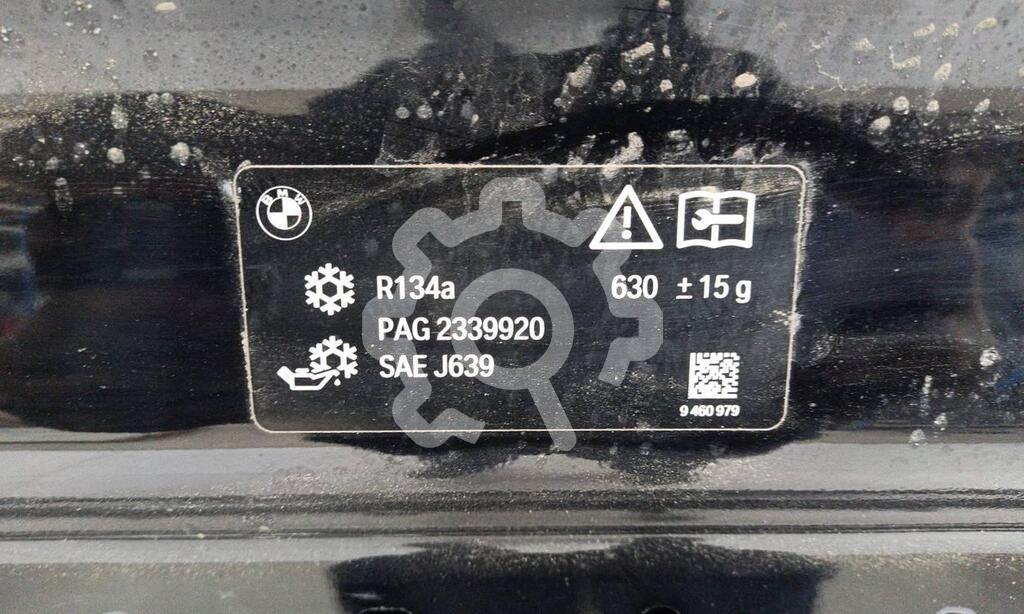 BMW
R134a 630 ± 15 g
PAG 2339920
SAE J639
9 460 979